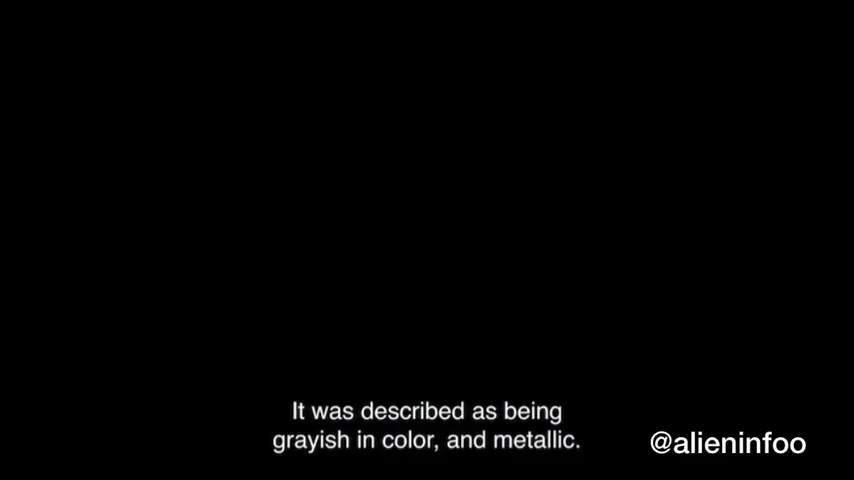 It was described as being
grayish in color, and metallic.
@alieninfoo